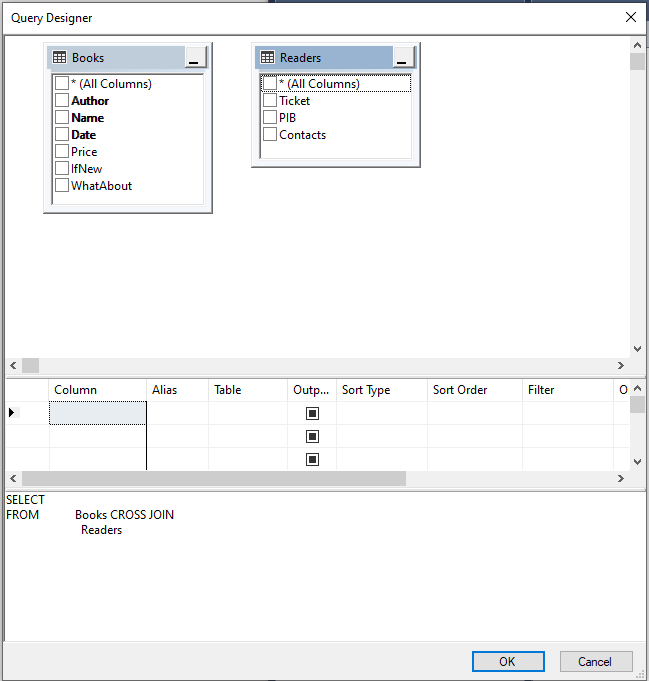 Query Designer
Books
* (All Columns)
Author
Name
Date
Price
IfNew
WhatAbout
Readers
* (All Columns)
Ticket
PIB
Contacts
Column Alias Table Outp... Sort Type Sort Order Filter O
SELECT
FROM Books CROSS JOIN
Readers
OK Cancel